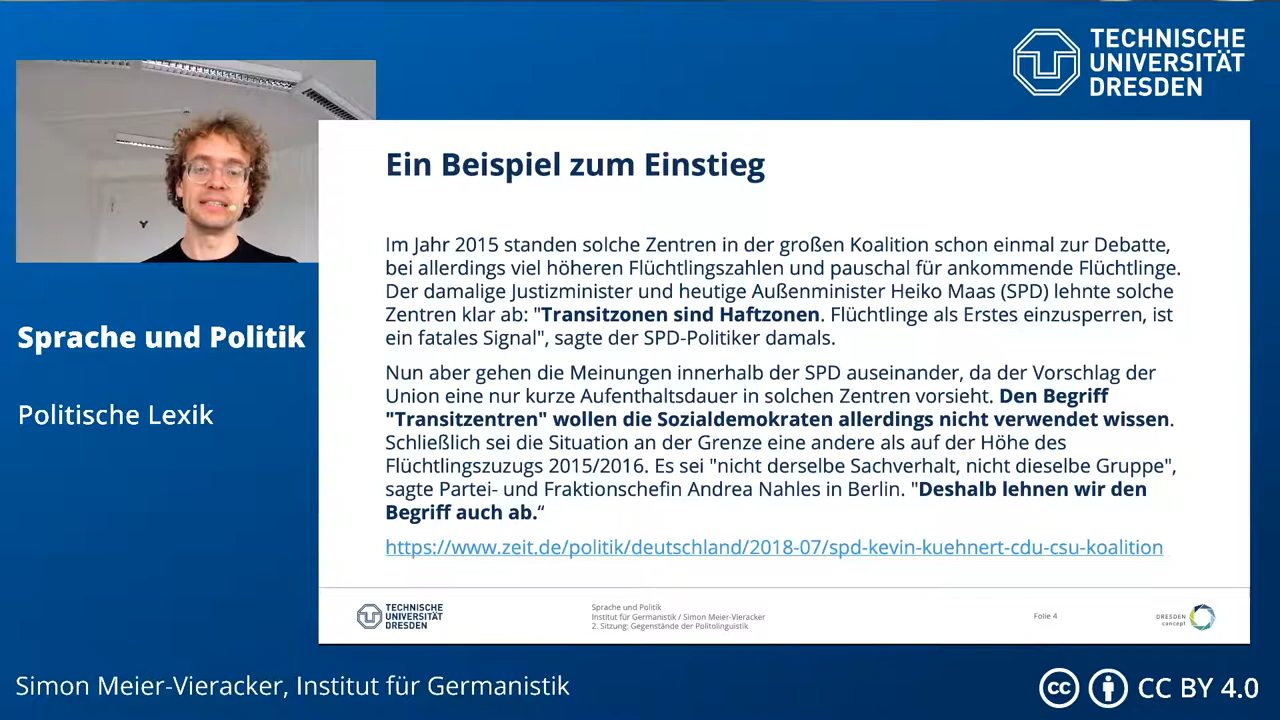 TECHNISCHE
UNIVERSITÄT
DRESDEN
Ein Beispiel zum Einstieg
Im Jahr 2015 standen solche Zentren in der großen Koalition schon einmal zur Debatte,
bei allerdings viel höheren Flüchtlingszahlen und pauschal für ankommende Flüchtlinge.
Der damalige Justizminister und heutige Außenminister Heiko Maas (SPD) lehnte solche
Zentren klar ab: "Transitzonen sind Haftzonen. Flüchtlinge als Erstes einzusperren, ist
ein fatales Signal", sagte der SPD-Politiker damals.
Nun aber gehen die Meinungen innerhalb der SPD auseinander, da der Vorschlag der
Union eine nur kurze Aufenthaltsdauer in solchen Zentren vorsieht. Den Begriff
"Transitzentren" wollen die Sozialdemokraten allerdings nicht verwendet wissen.
Schließlich sei die Situation an der Grenze eine andere als auf der Höhe des
Flüchtlingszuzugs 2015/2016. Es sei "nicht derselbe Sachverhalt, nicht dieselbe Gruppe",
sagte Partei- und Fraktionschefin Andrea Nahles in Berlin. "Deshalb lehnen wir den
Begriff auch ab.“
https://www.zeit.de/politik/deutschland/2018-07/spd-kevin-kuehnert-cdu-csu-koalition
TECHNISCHE
UNIVERSITÄT
DRESDEN
Sprache und Politik
Institut für Germanistik / Simon Meier-Vieracker
2. Sitzung: Gegenstände der Politolinguistik
Folie 4
DRESDEN
concept
Sprache und Politik
Politische Lexik
Simon Meier-Vieracker, Institut für Germanistik
cc CC BY 4.0